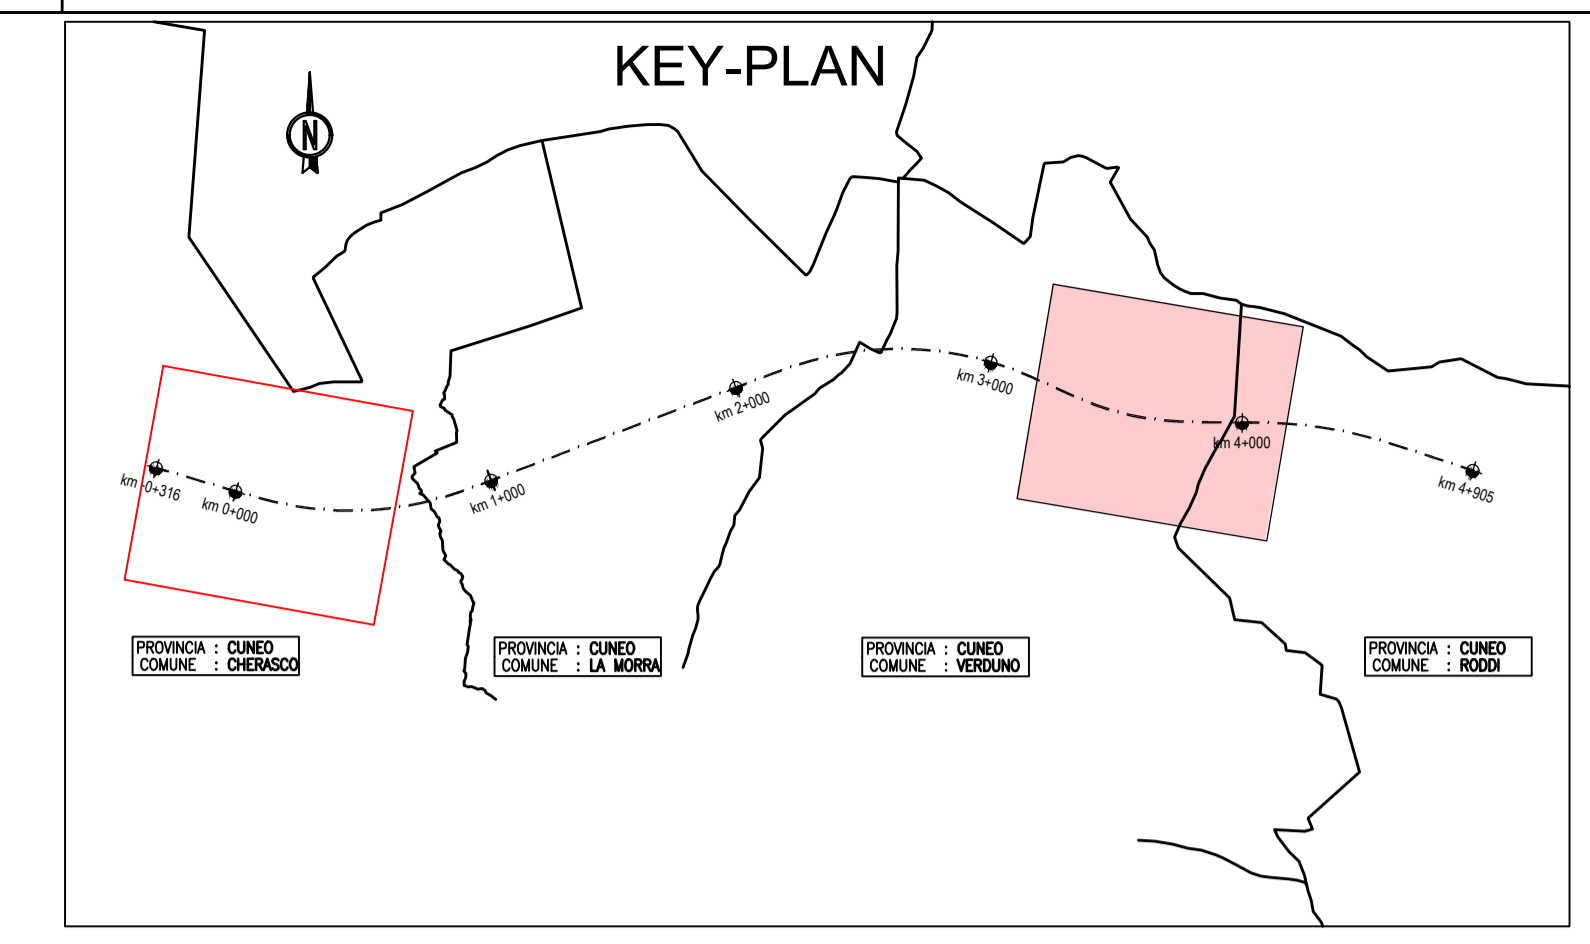 KEY-PLAN
N
km 3+000
km 2+000
km 4+000
km -0+316
km 0+000
km 1+000
km 4+905
PROVINCIA : CUNEO
COMUNE : CHERASCO
PROVINCIA : CUNEO
COMUNE : LA MORRA
PROVINCIA : CUNEO
COMUNE : VERDUNO
PROVINCIA : CUNEO
COMUNE : RODDI